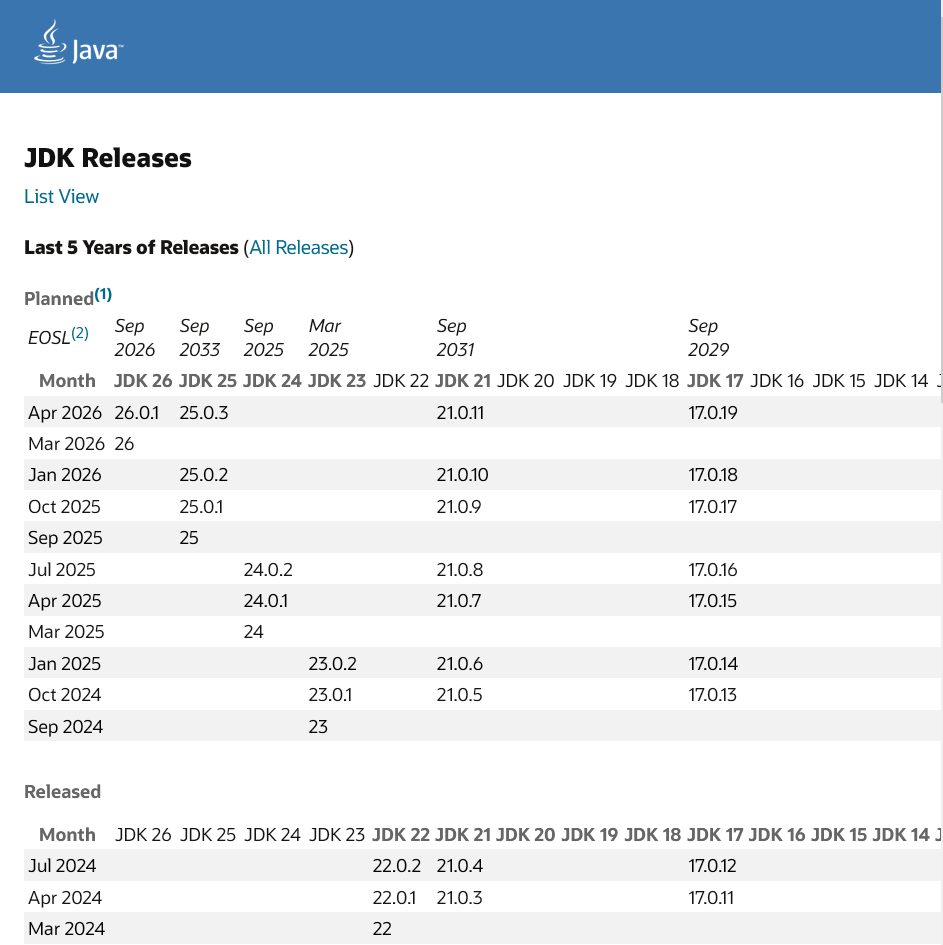 Java™
JDK Releases
List View
Last 5 Years of Releases (All Releases)
Planned(1)
EOSL(2) Sep 2026 Sep 2033 Sep 2025 Mar 2025 Sep 2031 Sep 2029
Month JDK 26 JDK 25 JDK 24 JDK 23 JDK 22 JDK 21 JDK 20 JDK 19 JDK 18 JDK 17 JDK 16 JDK 15 JDK 14
Apr 2026 26.0.1 25.0.3 21.0.11 17.0.19
Mar 2026 26
Jan 2026 25.0.2 21.0.10 17.0.18
Oct 2025 25.0.1 21.0.9 17.0.17
Sep 2025 25
Jul 2025 24.0.2 21.0.8 17.0.16
Apr 2025 24.0.1 21.0.7 17.0.15
Mar 2025 24
Jan 2025 23.0.2 21.0.6 17.0.14
Oct 2024 23.0.1 21.0.5 17.0.13
Sep 2024 23
Released
Month JDK 26 JDK 25 JDK 24 JDK 23 JDK 22 JDK 21 JDK 20 JDK 19 JDK 18 JDK 17 JDK 16 JDK 15 JDK 14
Jul 2024 22.0.2 21.0.4 17.0.12
Apr 2024 22.0.1 21.0.3 17.0.11
Mar 2024 22